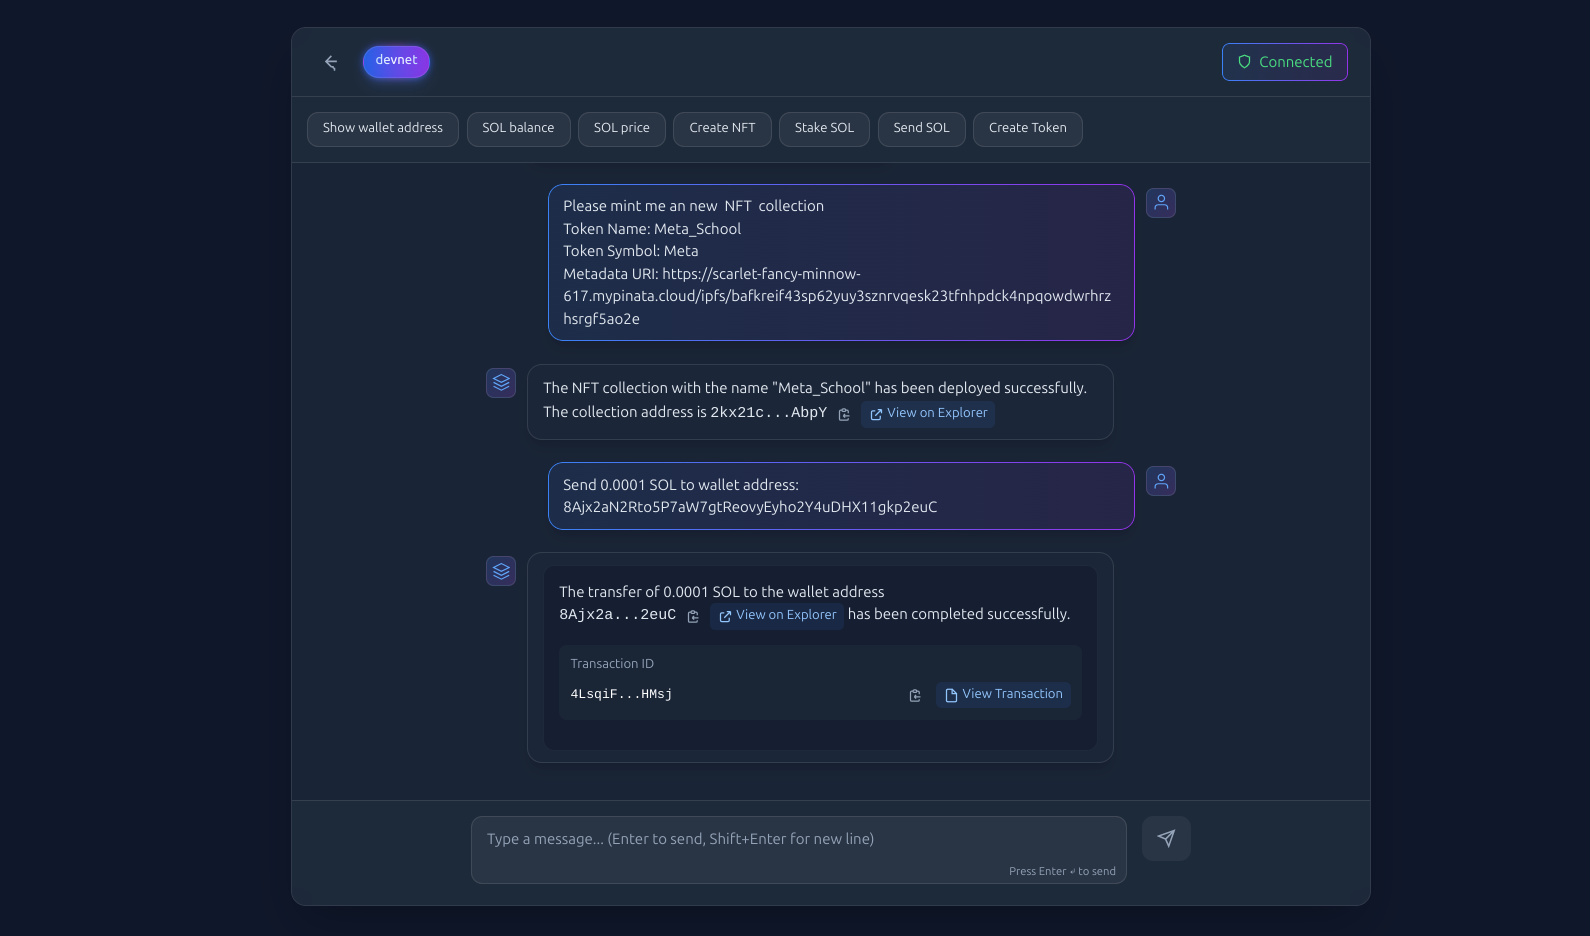 devnet
Connected
Show wallet address
SOL balance
SOL price
Create NFT
Stake SOL
Send SOL
Create Token
Please mint me an new  NFT  collection
Token Name: Meta_School
Token Symbol: Meta
Metadata URI: https://scarlet-fancy-minnow-
617.mypinata.cloud/ipfs/bafkreif43sp62yuy3sznrvqesk23tfnhpdck4npqowdwrhrz
hsrgf5ao2e
The NFT collection with the name "Meta_School" has been deployed successfully.
The collection address is 2kx21c...AbpY View on Explorer
Send 0.0001 SOL to wallet address:
8Ajx2aN2Rto5P7aW7gtReovyEyho2Y4uDHX11gkp2euC
The transfer of 0.0001 SOL to the wallet address
8Ajx2a...2euC View on Explorer has been completed successfully.
Transaction ID
4LsqiF...HMsj View Transaction
Type a message... (Enter to send, Shift+Enter for new line)
Press Enter ↵ to send